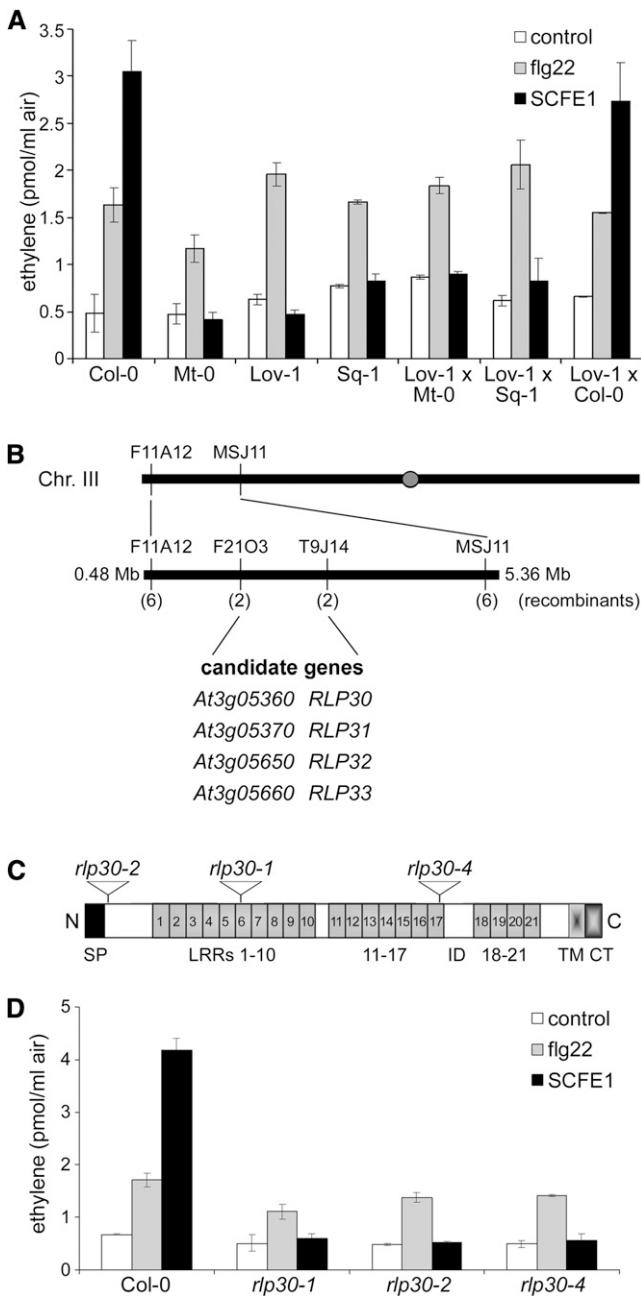 A
ethylene (pmol/ml air)
3.5
3
2.5
2
1.5
1
0.5
0
control
flg22
SCFE1
Col-0
Mt-0
Lov-1
Sq-1
Lov-1 x
Mt-0
Lov-1 x
Sq-1
Lov-1 x
Col-0
B
F11A12 MSJ11
Chr. III
F11A12 F21O3 T9J14 MSJ11
0.48 Mb 5.36 Mb
(6) (2) (2) (6) (recombinants)
candidate genes
At3g05360 RLP30
At3g05370 RLP31
At3g05650 RLP32
At3g05660 RLP33
C
rlp30-2 rlp30-1 rlp30-4
N 1 2 3 4 5 6 7 8 9 10 11 12 13 14 15 16 17 18 19 20 21 C
SP LRRs 1-10 11-17 ID 18-21 TM CT
D
ethylene (pmol/ml air)
5
4
3
2
1
0
control
flg22
SCFE1
Col-0 rlp30-1 rlp30-2 rlp30-4